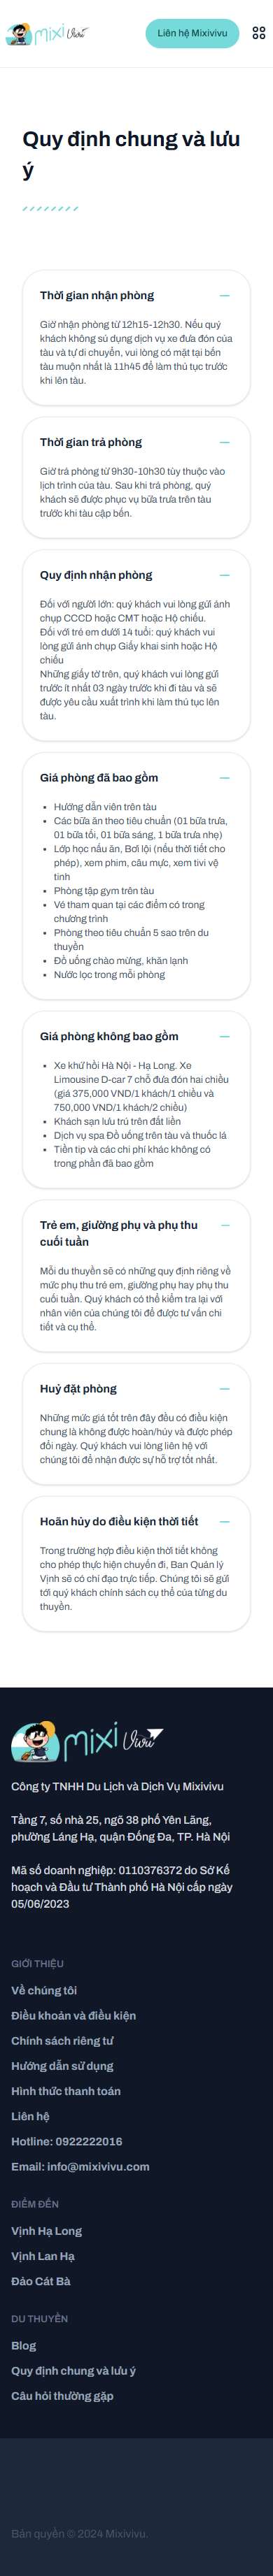 mixi Vivu
Liên hệ Mixivivu
Quy định chung và lưu
ý
Thời gian nhận phòng
Giờ nhận phòng từ 12h15-12h30. Nếu quý
khách không sủ dụng dịch vụ xe đưa đón của
tàu và tự di chuyển, vui lòng có mặt tại bến
tàu muộn nhất là 11h45 để làm thủ tục trước
khi lên tàu.
Thời gian trả phòng
Giờ trả phòng từ 9h30-10h30 tùy thuộc vào
lịch trình của tàu. Sau khi trả phòng, quý
khách sẽ được phục vụ bữa trưa trên tàu
trước khi tàu cập bến.
Quy định nhận phòng
Đối với người lớn: quý khách vui lòng gửi ảnh
chụp CCCD hoặc CMT hoặc Hộ chiếu.
Đối với trẻ em dưới 14 tuổi: quý khách vui
lòng gửi ảnh chụp Giấy khai sinh hoặc Hộ
chiếu
Những giấy tờ trên, quý khách vui lòng gửi
trước ít nhất 03 ngày trước khi đi tàu và sẽ
được yêu cầu xuất trình khi làm thủ tục lên
tàu.
Giá phòng đã bao gồm
• Hướng dẫn viên trên tàu
• Các bữa ăn theo tiêu chuẩn (01 bữa trưa,
01 bữa tối, 01 bữa sáng, 1 bữa trưa nhẹ)
• Lớp học nấu ăn, Bơi lội (nếu thời tiết cho
phép), xem phim, câu mực, xem tivi vệ
tinh
• Phòng tập gym trên tàu
• Vé tham quan tại các điểm có trong
chương trình
• Phòng theo tiêu chuẩn 5 sao trên du
thuyền
• Đồ uống chào mừng, khăn lạnh
• Nước lọc trong mỗi phòng
Giá phòng không bao gồm
• Xe khứ hồi Hà Nội - Hạ Long. Xe
Limousine D-car 7 chỗ đưa đón hai chiều
(giá 375,000 VND/1 khách/1 chiều và
750,000 VND/1 khách/2 chiều)
• Khách sạn lưu trú trên đất liền
• Dịch vụ spa Đồ uống trên tàu và thuốc lá
• Tiền tip và các chi phí khác không có
trong phần đã bao gồm
Trẻ em, giường phụ và phụ thu
cuối tuần
Mỗi du thuyền sẽ có những quy định riêng về
mức phụ thu trẻ em, giường phụ hay phụ thu
cuối tuần. Quý khách có thể kiểm tra lại với
nhân viên của chúng tôi để được tư vấn chi
tiết và cụ thể.
Huỷ đặt phòng
Những mức giá tốt trên đây đều có điều kiện
chung là không được hoàn/hủy và được phép
đổi ngày. Quý khách vui lòng liên hệ với
chúng tôi để nhận được sự hỗ trợ tốt nhất.
Hoãn hủy do điều kiện thời tiết
Trong trường hợp điều kiện thời tiết không
cho phép thực hiện chuyến đi, Ban Quản lý
Vịnh sẽ có chỉ đạo trực tiếp. Chúng tôi sẽ gửi
tới quý khách chính sách cụ thể của từng du
thuyền.
mixi Vivu
Công ty TNHH Du Lịch và Dịch Vụ Mixivivu
Tầng 7, số nhà 25, ngõ 38 phố Yên Lãng,
phường Láng Hạ, quận Đống Đa, TP. Hà Nội
Mã số doanh nghiệp: 0110376372 do Sở Kế
hoạch và Đầu tư Thành phố Hà Nội cấp ngày
05/06/2023
GIỚI THIỆU
Về chúng tôi
Điều khoản và điều kiện
Chính sách riêng tư
Hướng dẫn sử dụng
Hình thức thanh toán
Liên hệ
Hotline: 0922222016
Email: info@mixivivu.com
ĐIỂM ĐẾN
Vịnh Hạ Long
Vịnh Lan Hạ
Đảo Cát Bà
DU THUYỀN
Blog
Quy định chung và lưu ý
Câu hỏi thường gặp
Bản quyền © 2024 Mixivivu.